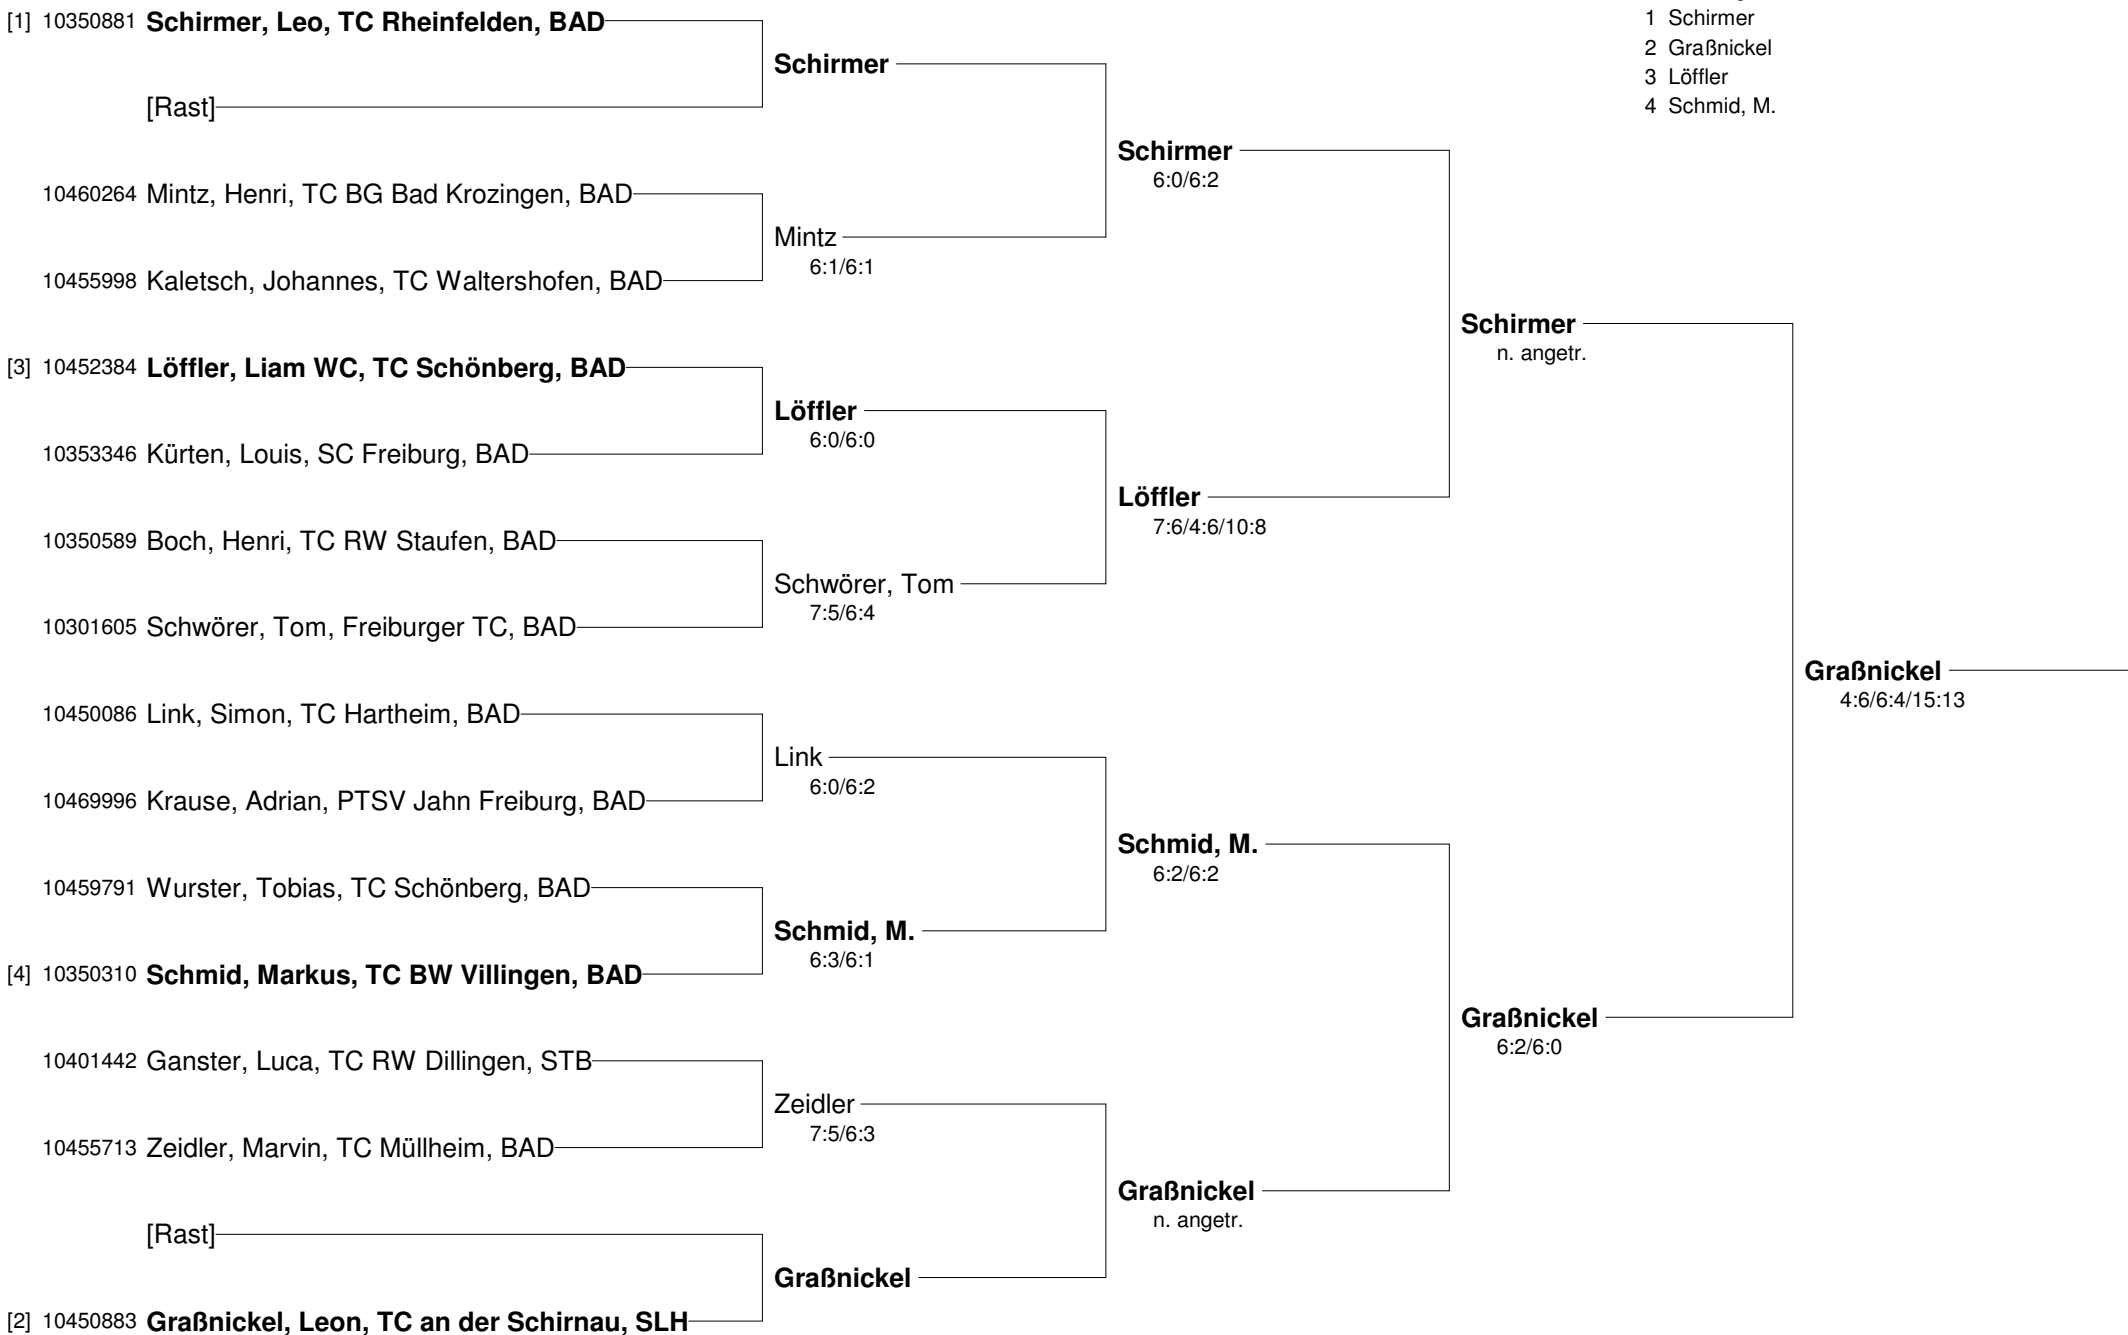 1 Schirmer
2 Graßnickel
3 Löffler
4 Schmid, M.
[1] 10350881 Schirmer, Leo, TC Rheinfelden, BAD
Schirmer
[Rast]
Schirmer
6:0/6:2
10460264 Mintz, Henri, TC BG Bad Krozingen, BAD
Mintz
6:1/6:1
10455998 Kaletsch, Johannes, TC Waltershofen, BAD
Schirmer
n. angetr.
[3] 10452384 Löffler, Liam WC, TC Schönberg, BAD
Löffler
6:0/6:0
10353346 Kürten, Louis, SC Freiburg, BAD
Löffler
7:6/4:6/10:8
10350589 Boch, Henri, TC RW Staufen, BAD
Schwörer, Tom
7:5/6:4
10301605 Schwörer, Tom, Freiburger TC, BAD
Graßnickel
4:6/6:4/15:13
10450086 Link, Simon, TC Hartheim, BAD
Link
6:0/6:2
10469996 Krause, Adrian, PTSV Jahn Freiburg, BAD
Schmid, M.
6:2/6:2
10459791 Wurster, Tobias, TC Schönberg, BAD
Schmid, M.
6:3/6:1
[4] 10350310 Schmid, Markus, TC BW Villingen, BAD
Graßnickel
6:2/6:0
10401442 Ganster, Luca, TC RW Dillingen, STB
Zeidler
7:5/6:3
10455713 Zeidler, Marvin, TC Müllheim, BAD
Graßnickel
n. angetr.
[Rast]
Graßnickel
[2] 10450883 Graßnickel, Leon, TC an der Schirnau, SLH